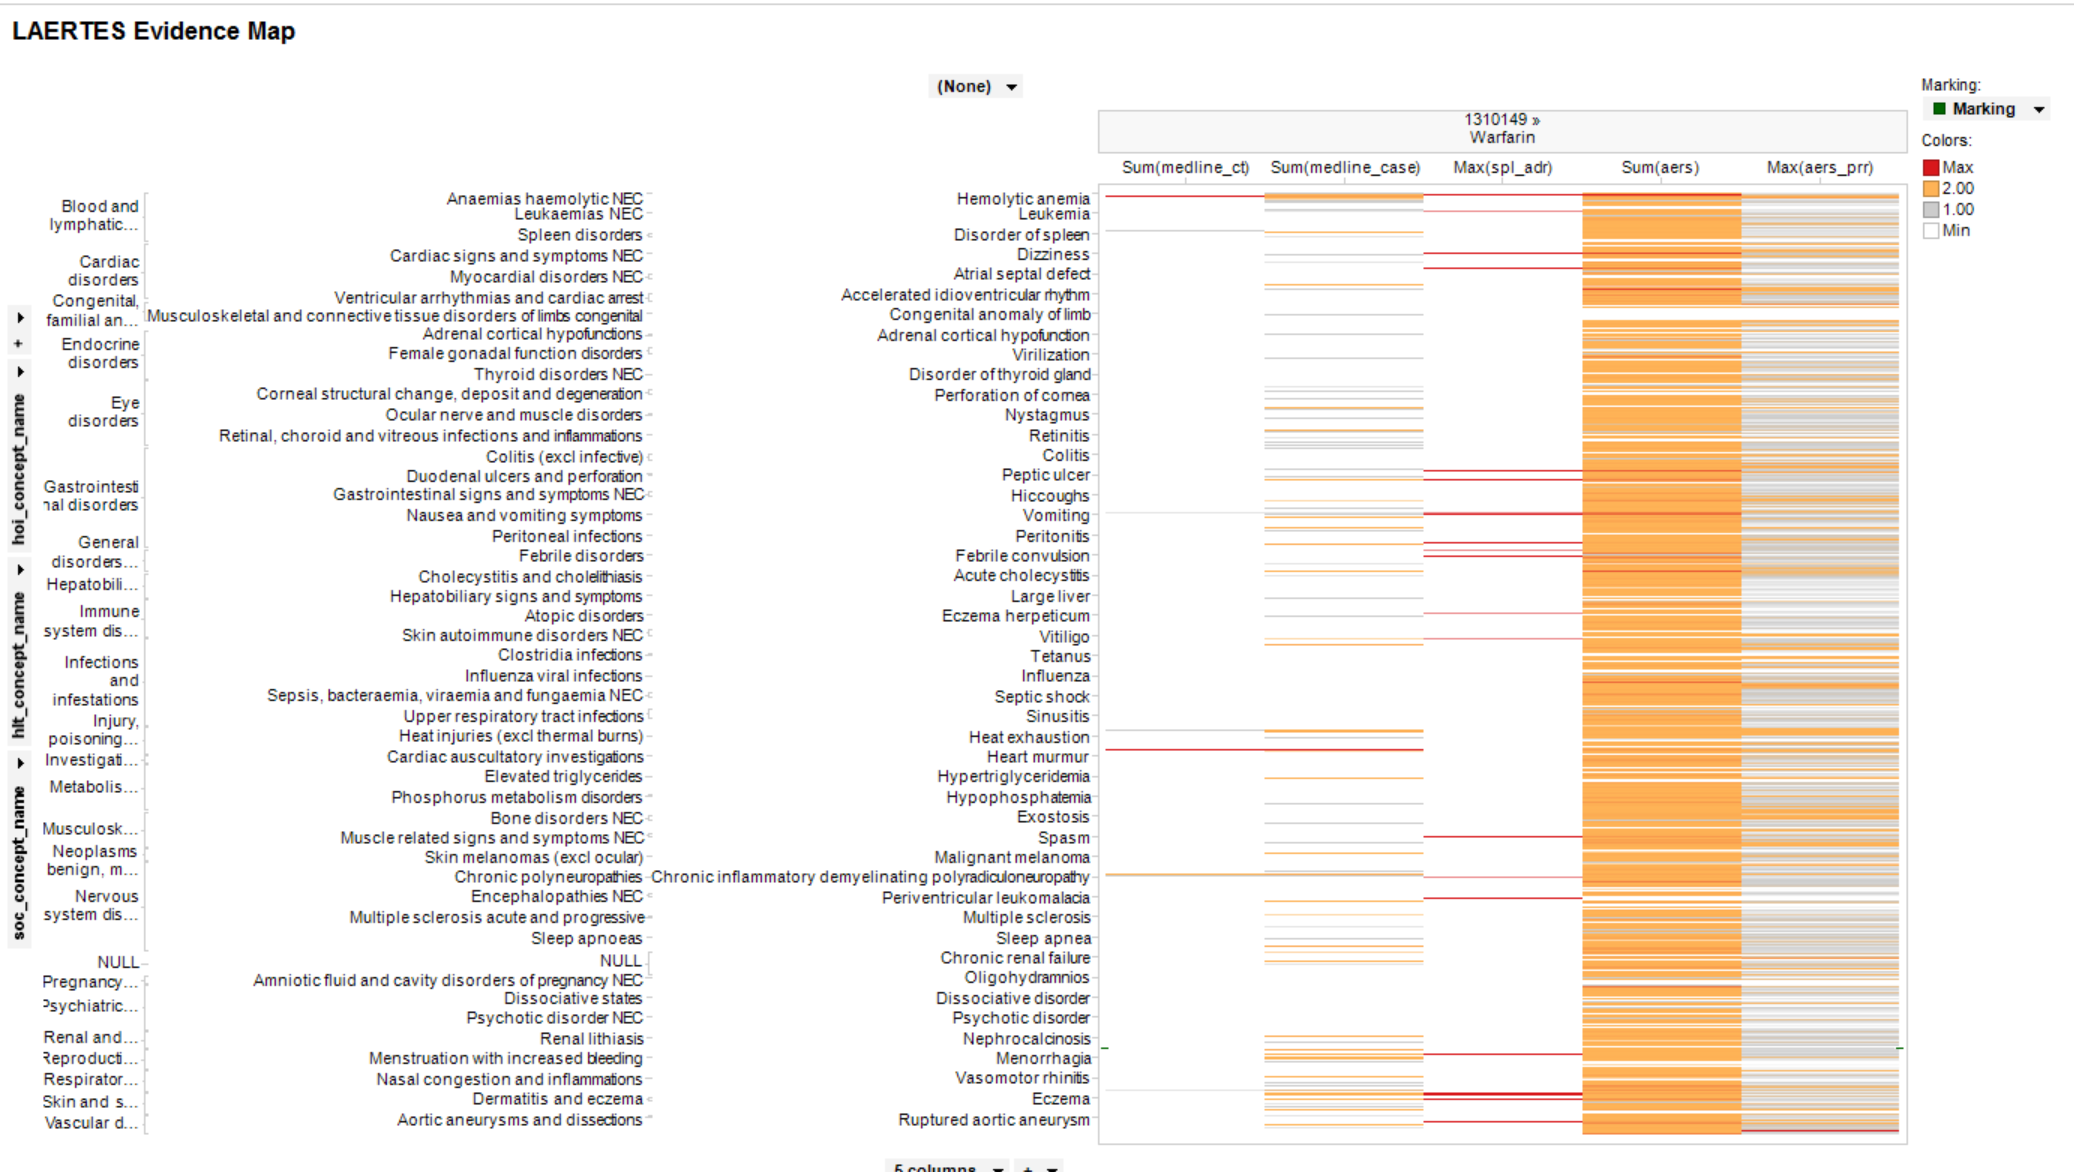 LAERTES Evidence Map
(None)
Marking:
Marking
Colors:
Max
2.00
1.00
Min
1310149 »
Warfarin
Sum(medline_ct)
Sum(medline_case)
Max(spl_adr)
Sum(aers)
Max(aers_prr)
hoi_concept_name
hlt_concept_name
soc_concept_name
+
Blood and
lymphatic...
Cardiac
disorders
Congenital,
familial an...
Endocrine
disorders
Eye
disorders
Gastrointesti
nal disorders
General
disorders...
Hepatobili...
Immune
system dis...
Infections
and
infestations
Injury,
poisoning...
Investigati...
Metabolis...
Musculosk...
Neoplasms
benign, m...
Nervous
system dis...
NULL
Pregnancy...
Psychiatric...
Renal and...
Reproducti...
Respirator...
Skin and s...
Vascular d...
Anaemias haemolytic NEC
Leukaemias NEC
Spleen disorders
Cardiac signs and symptoms NEC
Myocardial disorders NEC
Ventricular arrhythmias and cardiac arrest
Musculoskeletal and connective tissue disorders of limbs congenital
Adrenal cortical hypofunctions
Female gonadal function disorders
Thyroid disorders NEC
Corneal structural change, deposit and degeneration
Ocular nerve and muscle disorders
Retinal, choroid and vitreous infections and inflammations
Colitis (excl infective)
Duodenal ulcers and perforation
Gastrointestinal signs and symptoms NEC
Nausea and vomiting symptoms
Peritoneal infections
Febrile disorders
Cholecystitis and cholelithiasis
Hepatobiliary signs and symptoms
Atopic disorders
Skin autoimmune disorders NEC
Clostridia infections
Influenza viral infections
Sepsis, bacteraemia, viraemia and fungaemia NEC
Upper respiratory tract infections
Heat injuries (excl thermal burns)
Cardiac auscultatory investigations
Elevated triglycerides
Phosphorus metabolism disorders
Bone disorders NEC
Muscle related signs and symptoms NEC
Skin melanomas (excl ocular)
Chronic polyneuropathies
Encephalopathies NEC
Multiple sclerosis acute and progressive
Sleep apnoeas
NULL
Amniotic fluid and cavity disorders of pregnancy NEC
Dissociative states
Psychotic disorder NEC
Renal lithiasis
Menstruation with increased bleeding
Nasal congestion and inflammations
Dermatitis and eczema
Aortic aneurysms and dissections
Hemolytic anemia
Leukemia
Disorder of spleen
Dizziness
Atrial septal defect
Accelerated idioventricular rhythm
Congenital anomaly of limb
Adrenal cortical hypofunction
Virilization
Disorder of thyroid gland
Perforation of cornea
Nystagmus
Retinitis
Colitis
Peptic ulcer
Hiccoughs
Vomiting
Peritonitis
Febrile convulsion
Acute cholecystitis
Large liver
Eczema herpeticum
Vitiligo
Tetanus
Influenza
Septic shock
Sinusitis
Heat exhaustion
Heart murmur
Hypertriglyceridemia
Hypophosphatemia
Exostosis
Spasm
Malignant melanoma
Chronic inflammatory demyelinating polyradiculoneuropathy
Periventricular leukomalacia
Multiple sclerosis
Sleep apnea
Chronic renal failure
Oligohydramnios
Dissociative disorder
Psychotic disorder
Nephrocalcinosis
Menorrhagia
Vasomotor rhinitis
Eczema
Ruptured aortic aneurysm
5 columns
+